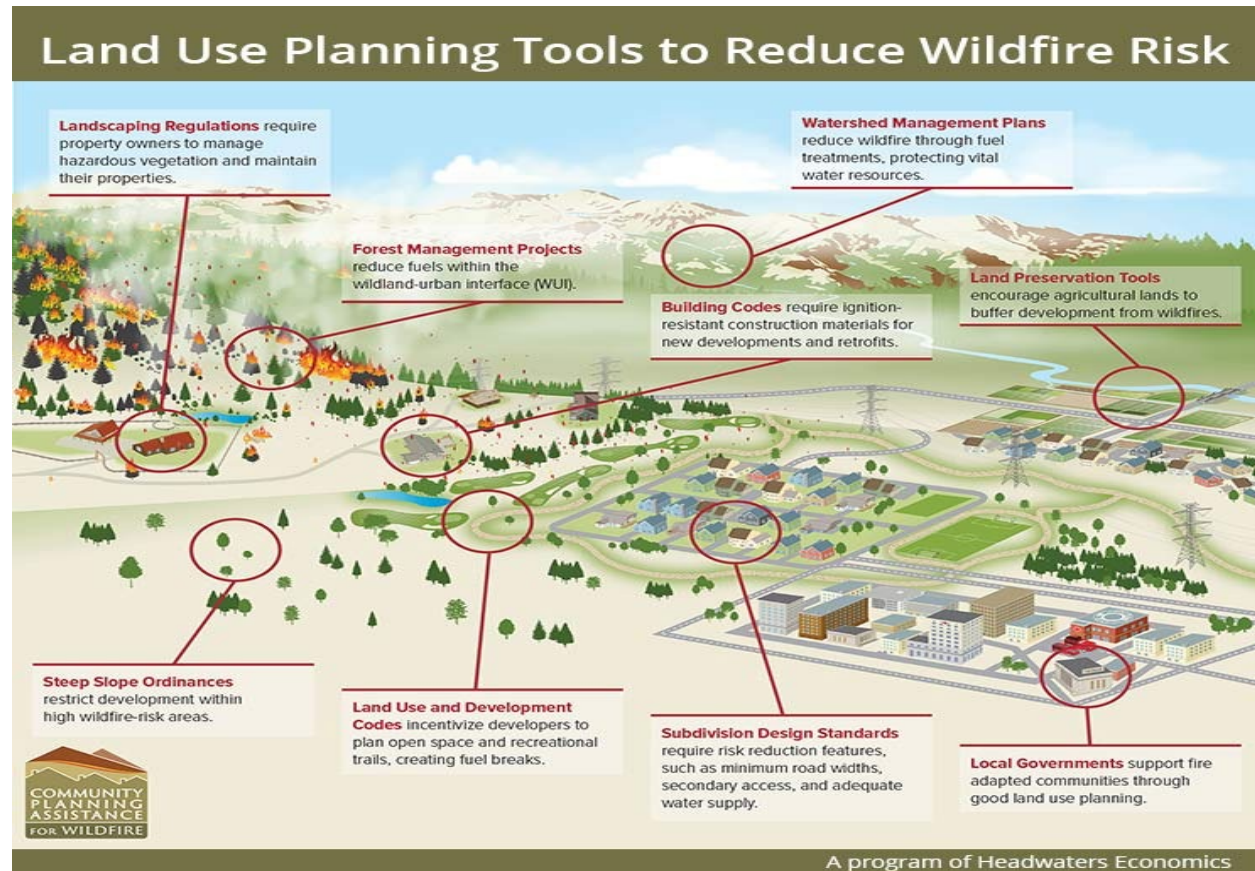 Land Use Planning Tools to Reduce Wildfire Risk
Landscaping Regulations require
property owners to manage
hazardous vegetation and maintain
their properties.
Watershed Management Plans
reduce wildfire through fuel
treatments, protecting vital
water resources.
Forest Management Projects
reduce fuels within the
wildland-urban interface (WUI).
Building Codes require ignition-
resistant construction materials for
new developments and retrofits.
Land Preservation Tools
encourage agricultural lands to
buffer development from wildfires.
Steep Slope Ordinances
restrict development within
high wildfire-risk areas.
Land Use and Development
Codes incentivize developers to
plan open space and recreational
trails, creating fuel breaks.
Subdivision Design Standards
require risk reduction features,
such as minimum road widths,
secondary access, and adequate
water supply.
Local Governments support fire
adapted communities through
good land use planning.
COMMUNITY
PLANNING
ASSISTANCE
FOR WILDFIRE
A program of Headwaters Economics